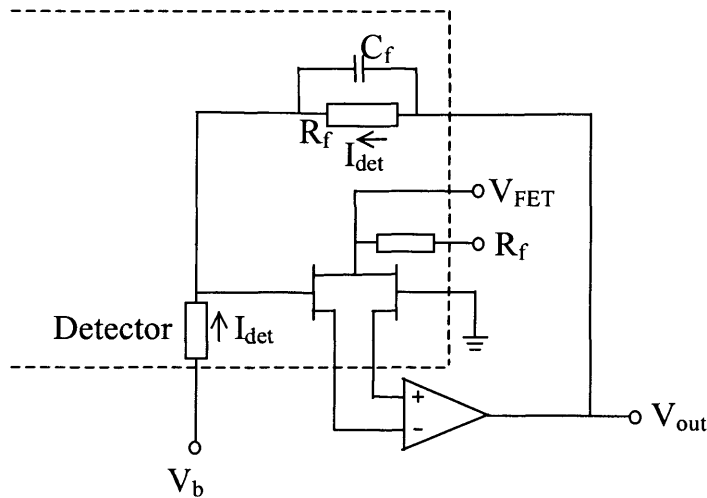 C_f
R_f
I_det
V_FET
R_f
Detector
I_det
+
-
V_out
V_b